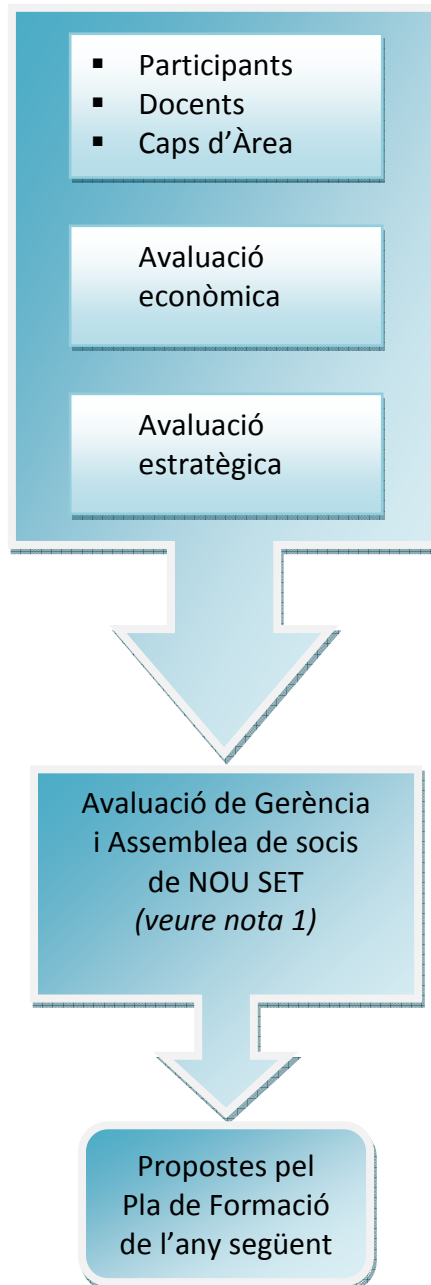 ▪ Participants
▪ Docents
▪ Caps d’Àrea
Avaluació
econòmica
Avaluació
estratègica
Avaluació de Gerència
i Assemblea de socis
de NOU SET
(veure nota 1)
Propostes pel
Pla de Formació
de l’any següent